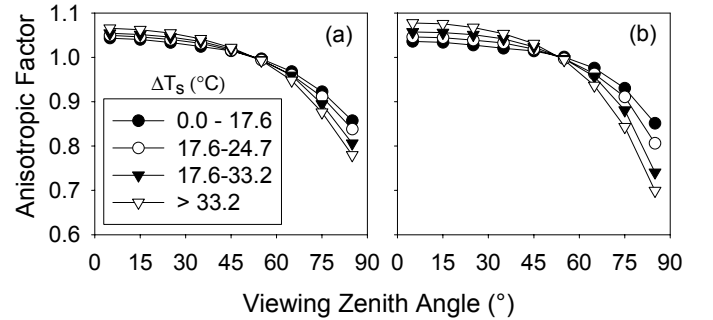 1.1
1.0
0.9
0.8
0.7
0.6
Anisotropic Factor
(a)
(b)
ΔTs (°C)
0.0 - 17.6
17.6-24.7
17.6-33.2
> 33.2
0 15 30 45 60 75 90
0 15 30 45 60 75 90
Viewing Zenith Angle (°)